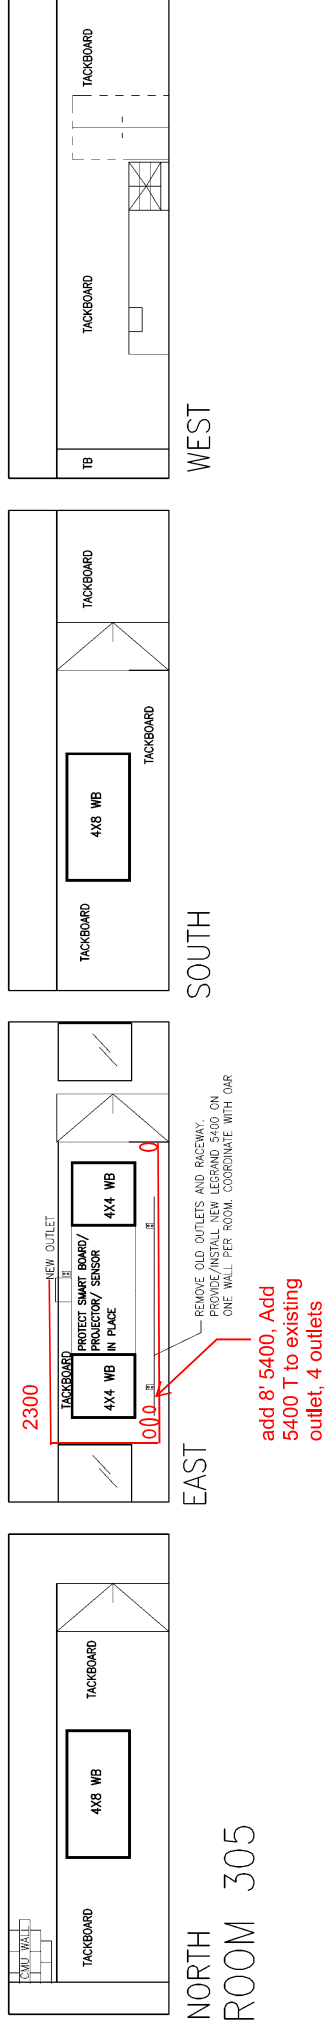 CMU WALL
TACKBOARD
4X8 WB
TACKBOARD
NORTH
ROOM 305
2300
NEW OUTLET
TACKBOARD
4X4 WB
PROTECT SMART BOARD/
PROJECTOR/ SENSOR
IN PLACE
4X4 WB
REMOVE OLD OUTLETS AND RACEWAY.
PROVIDE/INSTALL NEW LEGRAND 5400 ON
ONE WALL PER ROOM. COORDINATE WITH OAR
EAST
add 8' 5400, Add
5400 T to existing
outlet, 4 outlets
TACKBOARD
4X8 WB
TACKBOARD
TACKBOARD
SOUTH
TB
TACKBOARD
TACKBOARD
WEST